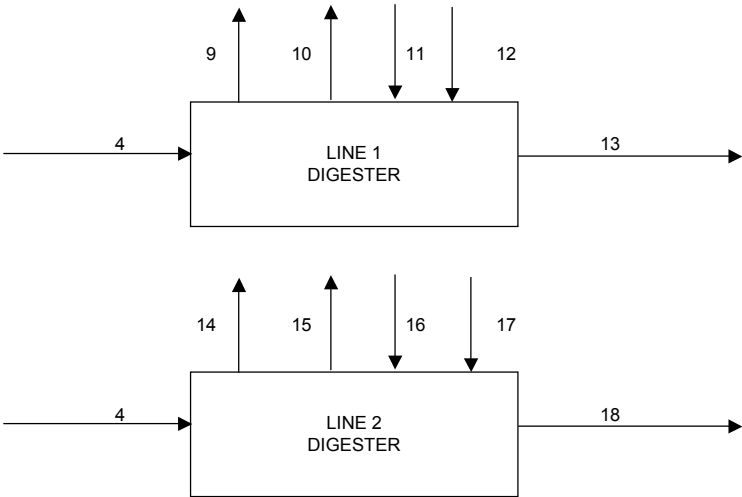 9 10 11 12
4
LINE 1
DIGESTER
13
14 15 16 17
4
LINE 2
DIGESTER
18